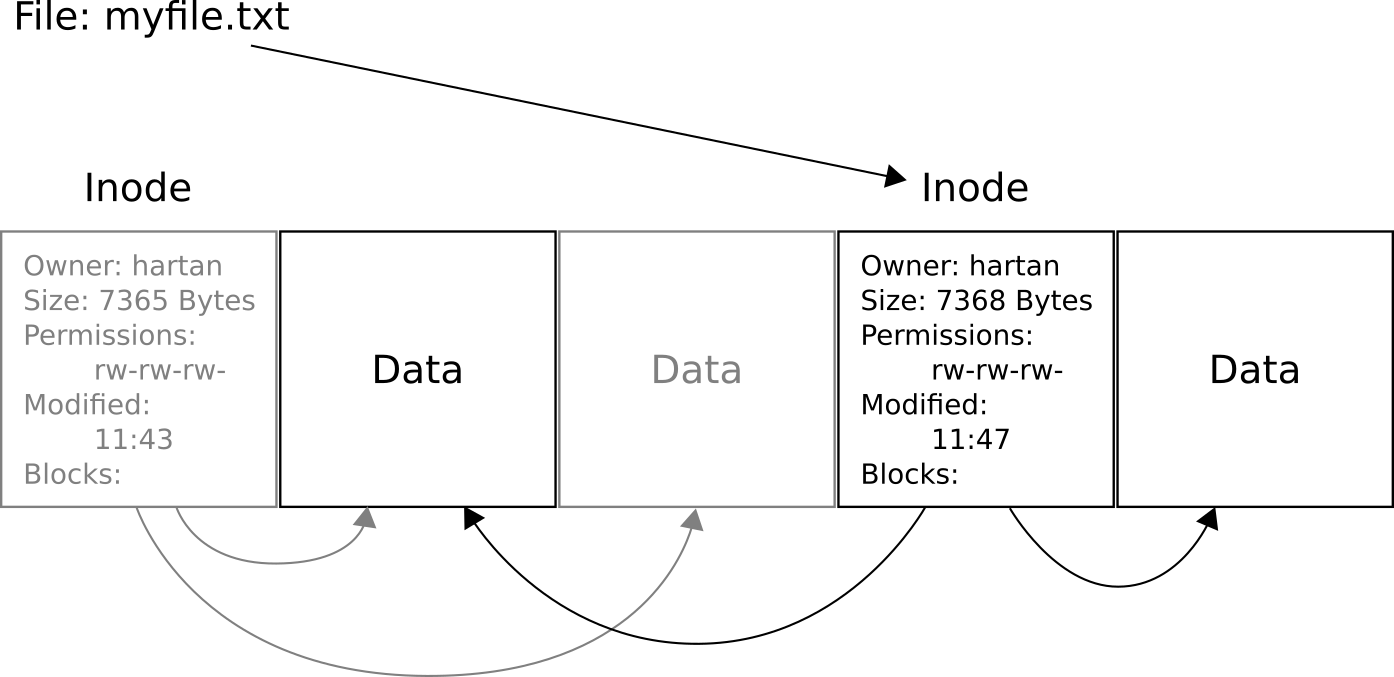 File: myfile.txt
Inode
Inode
Owner: hartan
Size: 7365 Bytes
Permissions:
rw-rw-rw-
Modified:
11:43
Blocks:
Data
Data
Owner: hartan
Size: 7368 Bytes
Permissions:
rw-rw-rw-
Modified:
11:47
Blocks:
Data